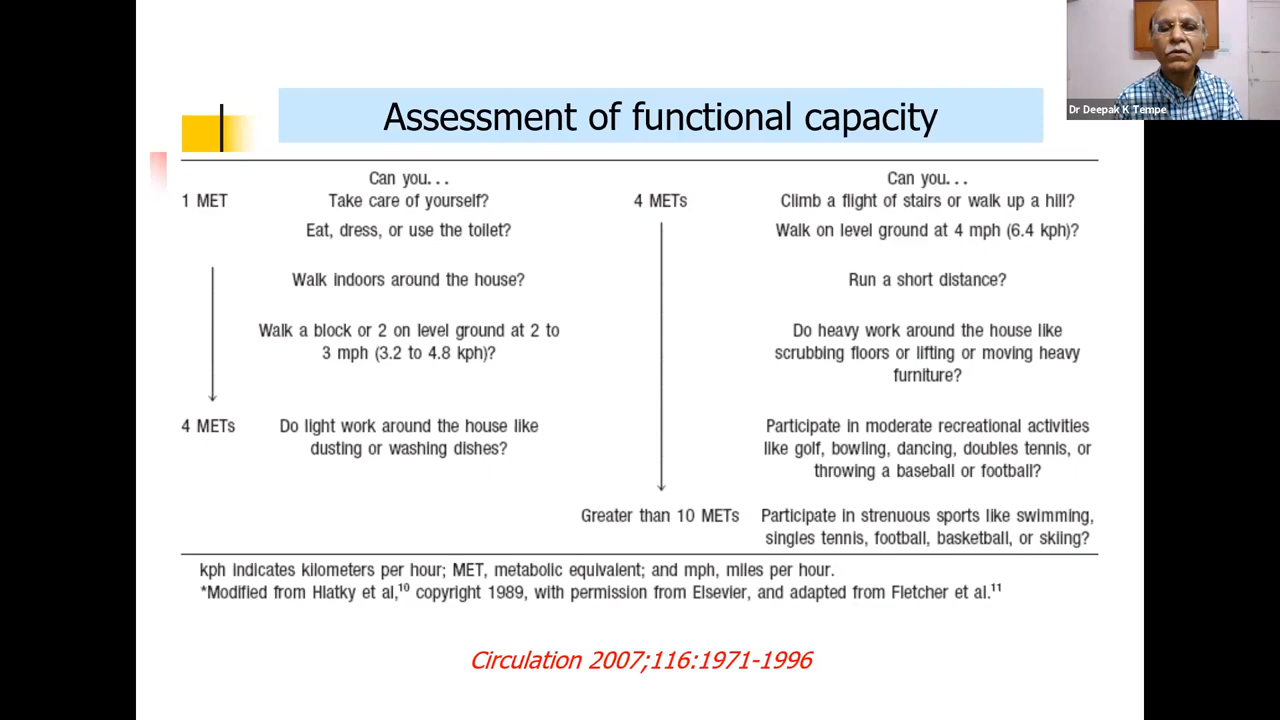 Dr Deepak K Tempe
Assessment of functional capacity
Can you...
1 MET
Take care of yourself?
Eat, dress, or use the toilet?
Walk indoors around the house?
Walk a block or 2 on level ground at 2 to
3 mph (3.2 to 4.8 kph)?
4 METs
Do light work around the house like
dusting or washing dishes?
Can you...
4 METs
Climb a flight of stairs or walk up a hill?
Walk on level ground at 4 mph (6.4 kph)?
Run a short distance?
Do heavy work around the house like
scrubbing floors or lifting or moving heavy
furniture?
Participate in moderate recreational activities
like golf, bowling, dancing, doubles tennis, or
throwing a baseball or football?
Greater than 10 METs
Participate in strenuous sports like swimming,
singles tennis, football, basketball, or skiing?
kph indicates kilometers per hour; MET, metabolic equivalent; and mph, miles per hour.
*Modified from Hlatky et al,10 copyright 1989, with permission from Elsevier, and adapted from Fletcher et al.11
Circulation 2007;116:1971-1996